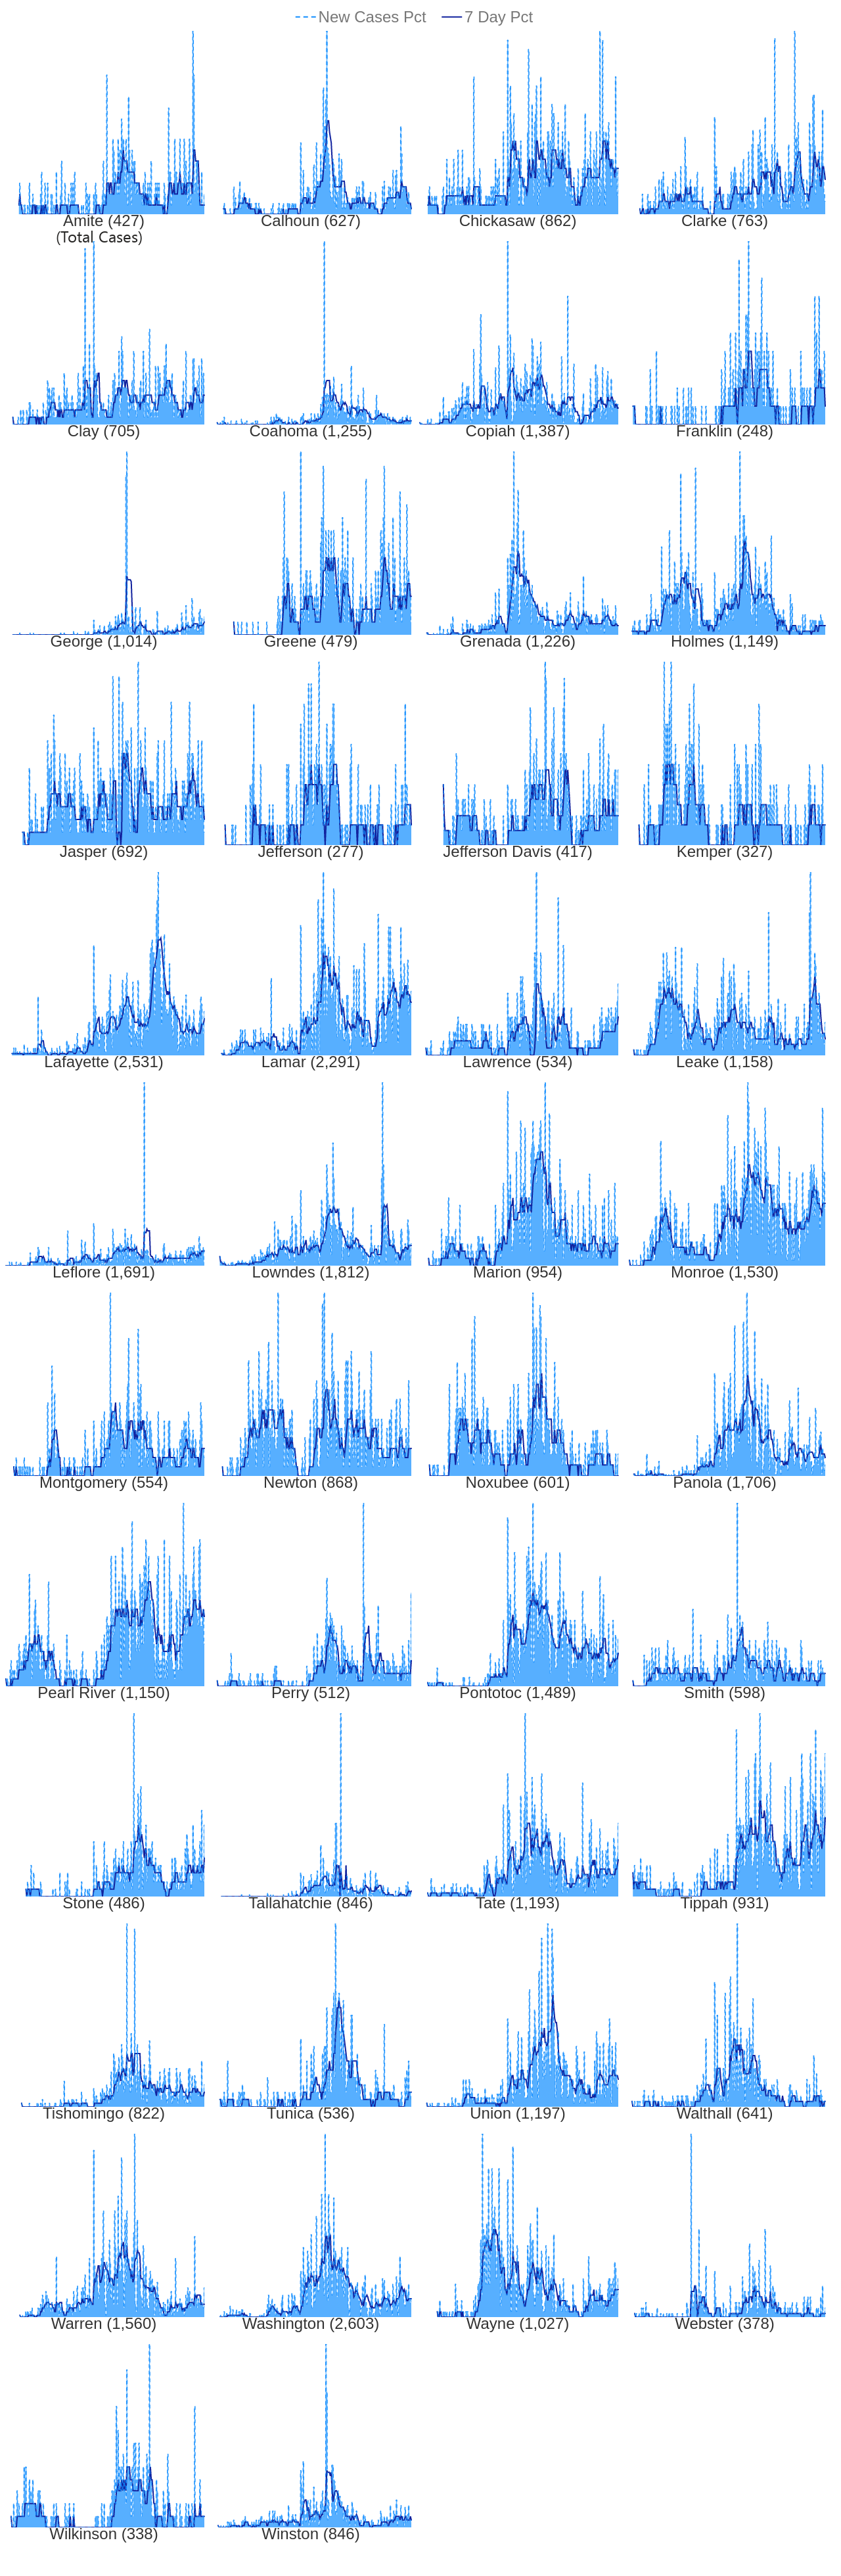 New Cases Pct 7 Day Pct
Amite (427) Calhoun (627) Chickasaw (862) Clarke (763)
(Total Cases)
Clay (705) Coahoma (1,255) Copiah (1,387) Franklin (248)
George (1,014) Greene (479) Grenada (1,226) Holmes (1,149)
Jasper (692) Jefferson (277) Jefferson Davis (417) Kemper (327)
Lafayette (2,531) Lamar (2,291) Lawrence (534) Leake (1,158)
Leflore (1,691) Lowndes (1,812) Marion (954) Monroe (1,530)
Montgomery (554) Newton (868) Noxubee (601) Panola (1,706)
Pearl River (1,150) Perry (512) Pontotoc (1,489) Smith (598)
Stone (486) Tallahatchie (846) Tate (1,193) Tippah (931)
Tishomingo (822) Tunica (536) Union (1,197) Walthall (641)
Warren (1,560) Washington (2,603) Wayne (1,027) Webster (378)
Wilkinson (338) Winston (846)